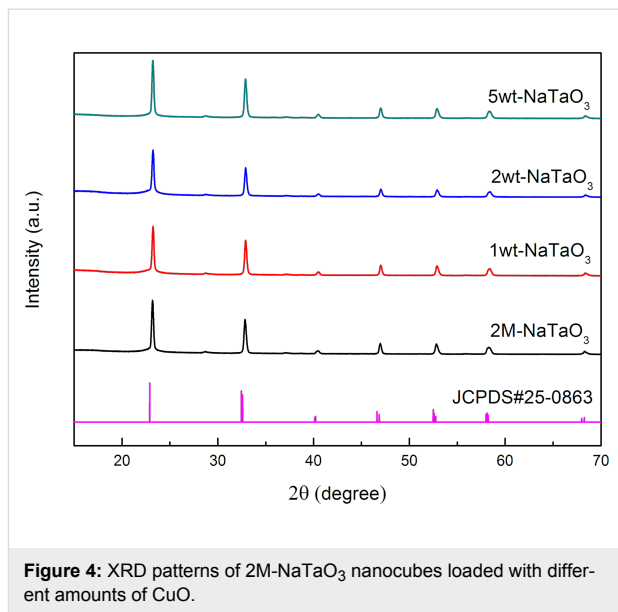 5wt-NaTaO₃
2wt-NaTaO₃
1wt-NaTaO₃
2M-NaTaO₃
JCPDS#25-0863
Intensity (a.u.)
20 30 40 50 60 70
2θ (degree)
Figure 4: XRD patterns of 2M-NaTaO₃ nanocubes loaded with differ-
ent amounts of CuO.